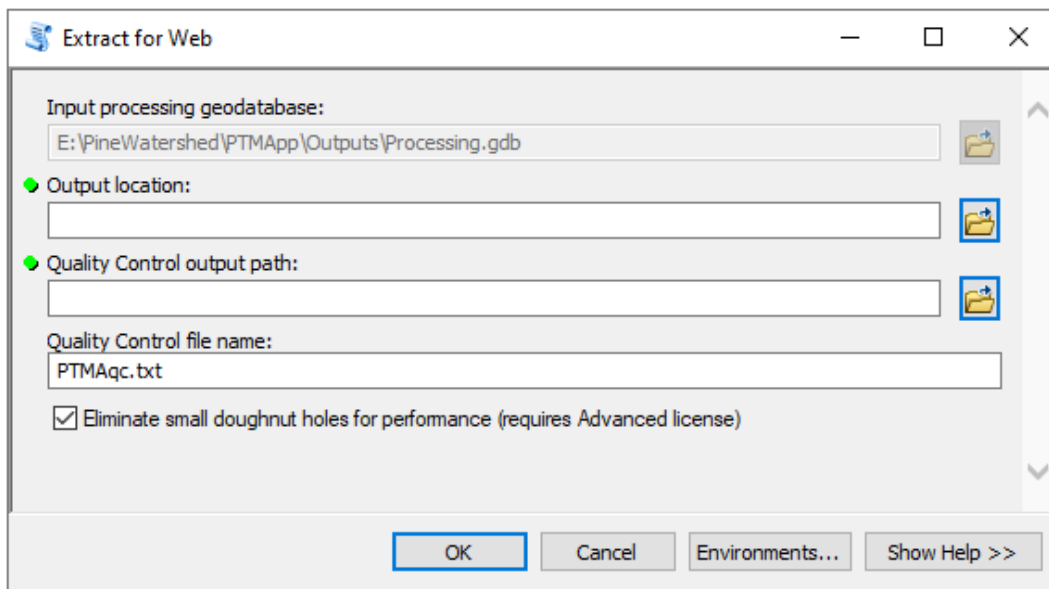 Extract for Web
Input processing geodatabase:
E:\PineWatershed\PTMApp\Outputs\Processing.gdb
Output location:
Quality Control output path:
Quality Control file name:
PTMAqc.txt
Eliminate small doughnut holes for performance (requires Advanced license)
OK Cancel Environments... Show Help >>